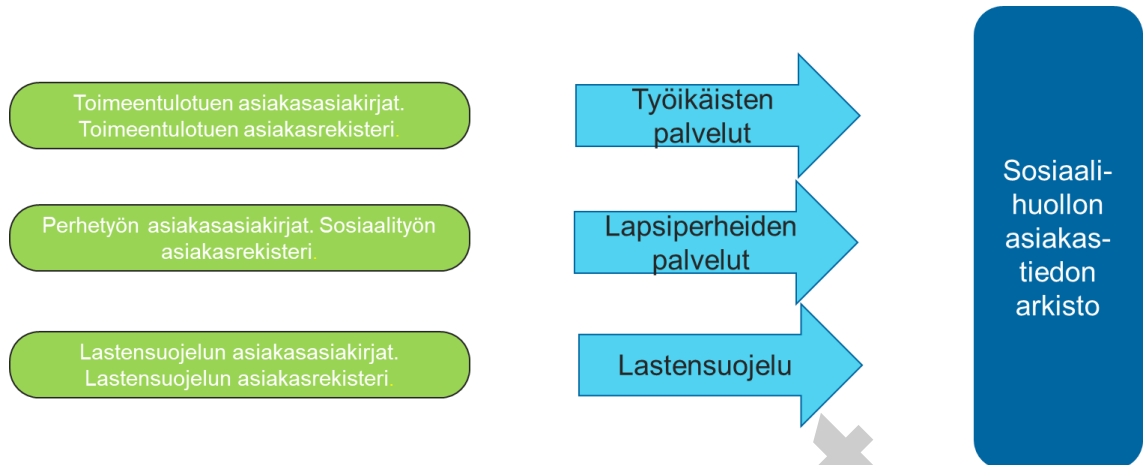 Toimeentulotuen asiakasasiakirjat.
Toimeentulotuen asiakasrekisteri.
Työikäisten
palvelut
Perhetyön asiakasasiakirjat. Sosiaalityön
asiakasrekisteri.
Lapsiperheiden
palvelut
Lastensuojelun asiakasasiakirjat.
Lastensuojelun asiakasrekisteri.
Lastensuojelu
Sosiaali-
huollon
asiakas-
tiedon
arkisto